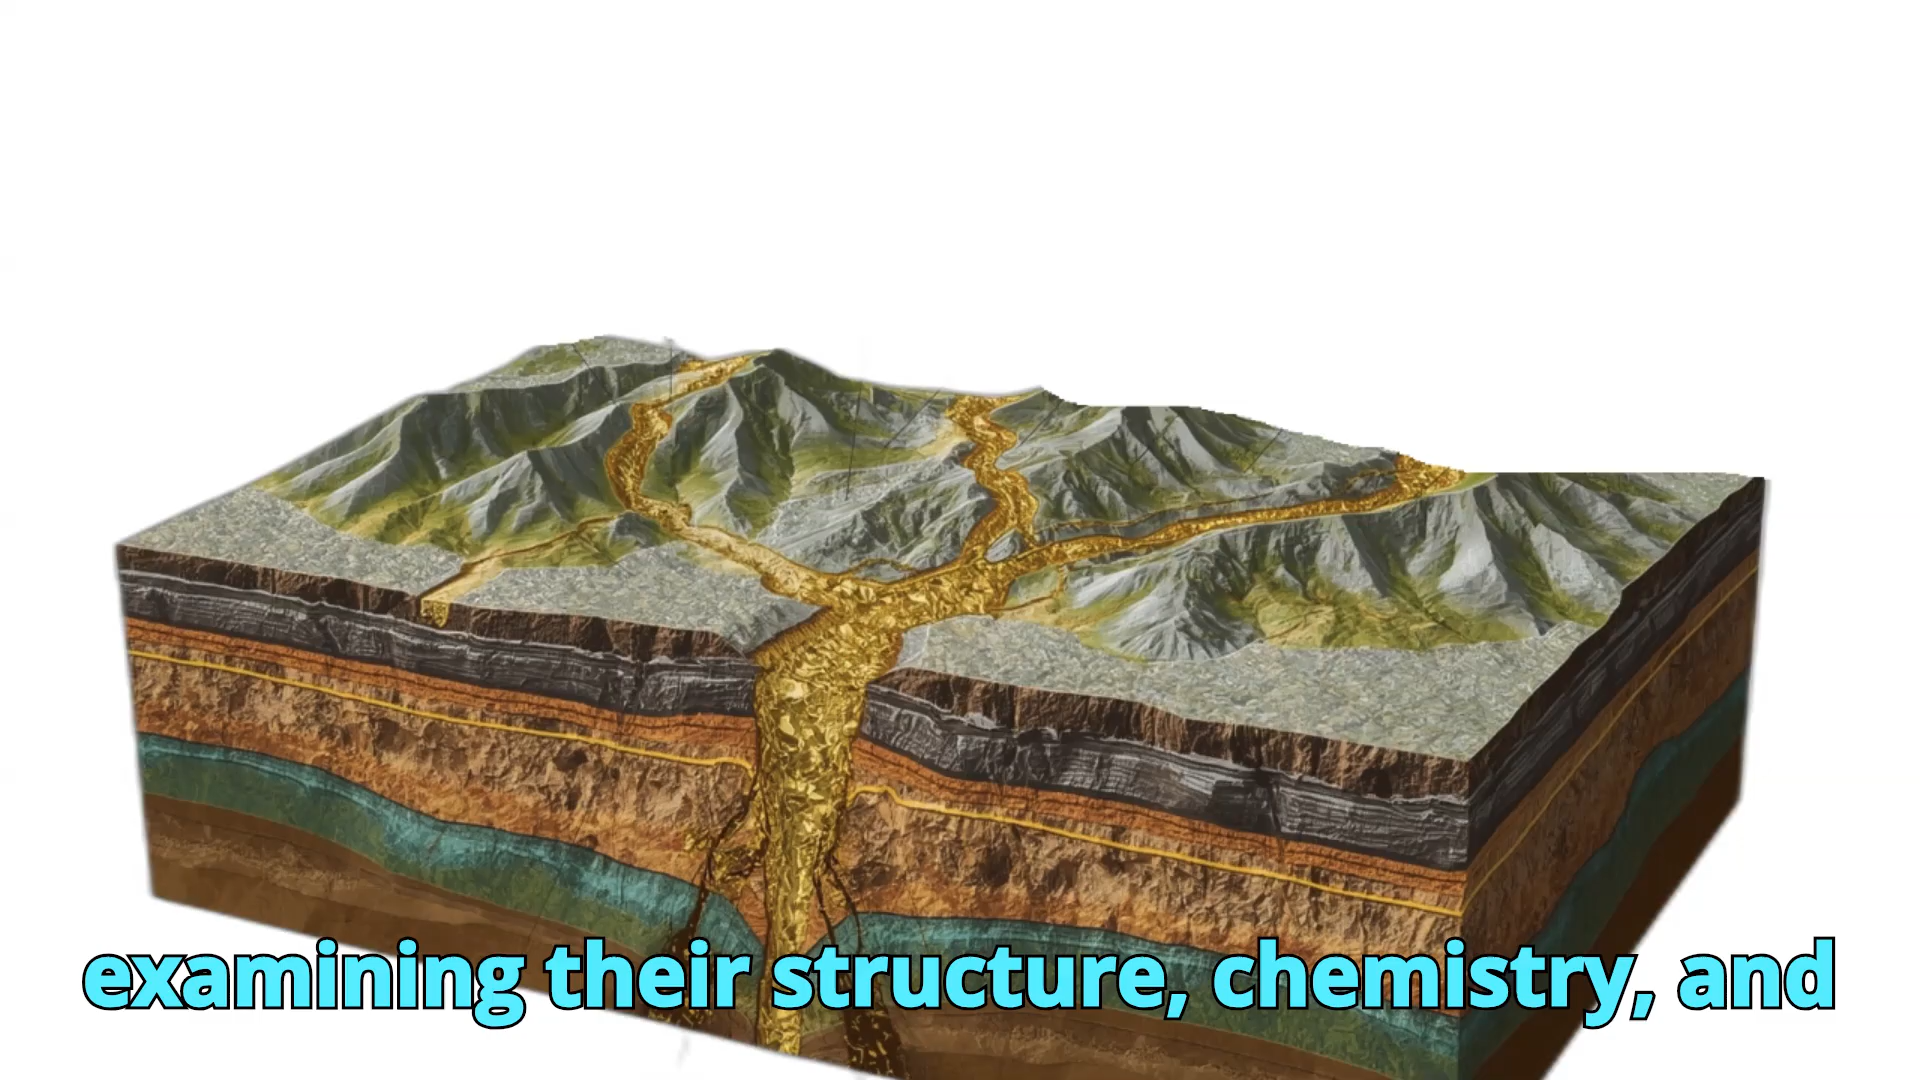 examining their structure, chemistry, and